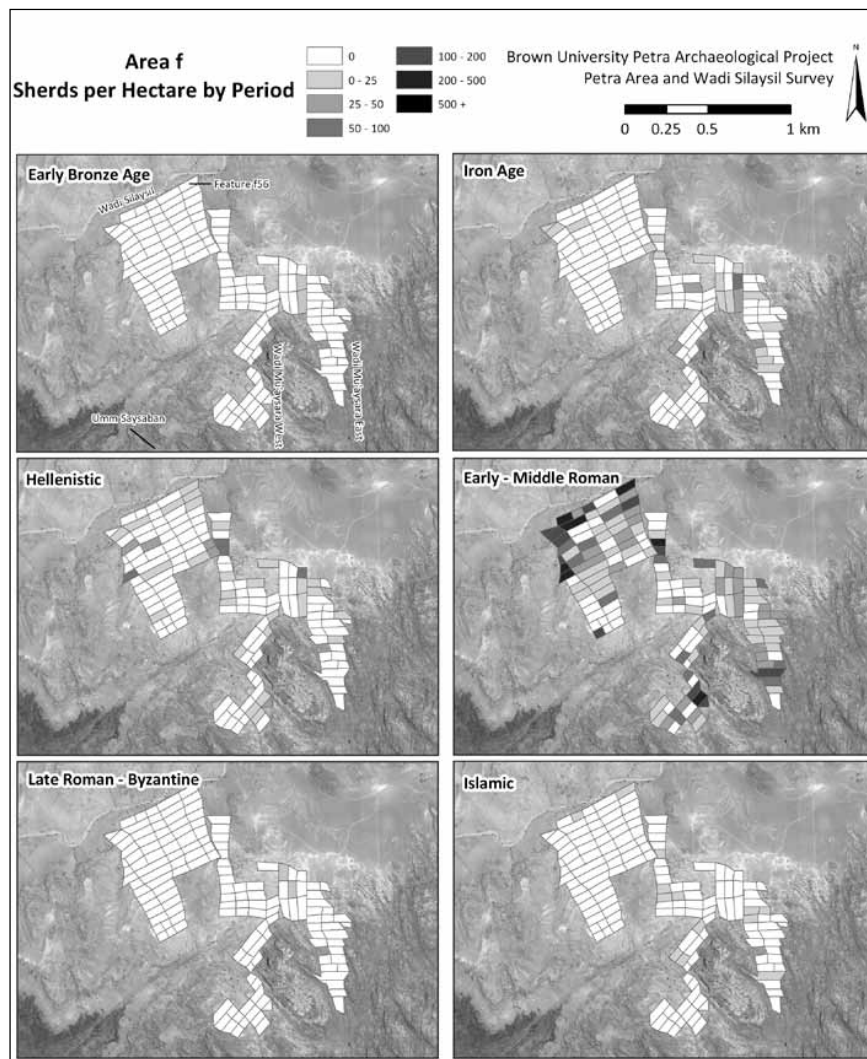 Area f
Sherds per Hectare by Period
0
0 - 25
25 - 50
50 - 100
100 - 200
200 - 500
500 +
Brown University Petra Archaeological Project
Petra Area and Wadi Silaysil Survey
N
0 0.25 0.5 1 km
Early Bronze Age
Wadi Silaysil
Feature f56
Wadi Mu'aysara West
Wadi Mu'aysara East
Umm Saysaban
Iron Age
Hellenistic
Early - Middle Roman
Late Roman - Byzantine
Islamic